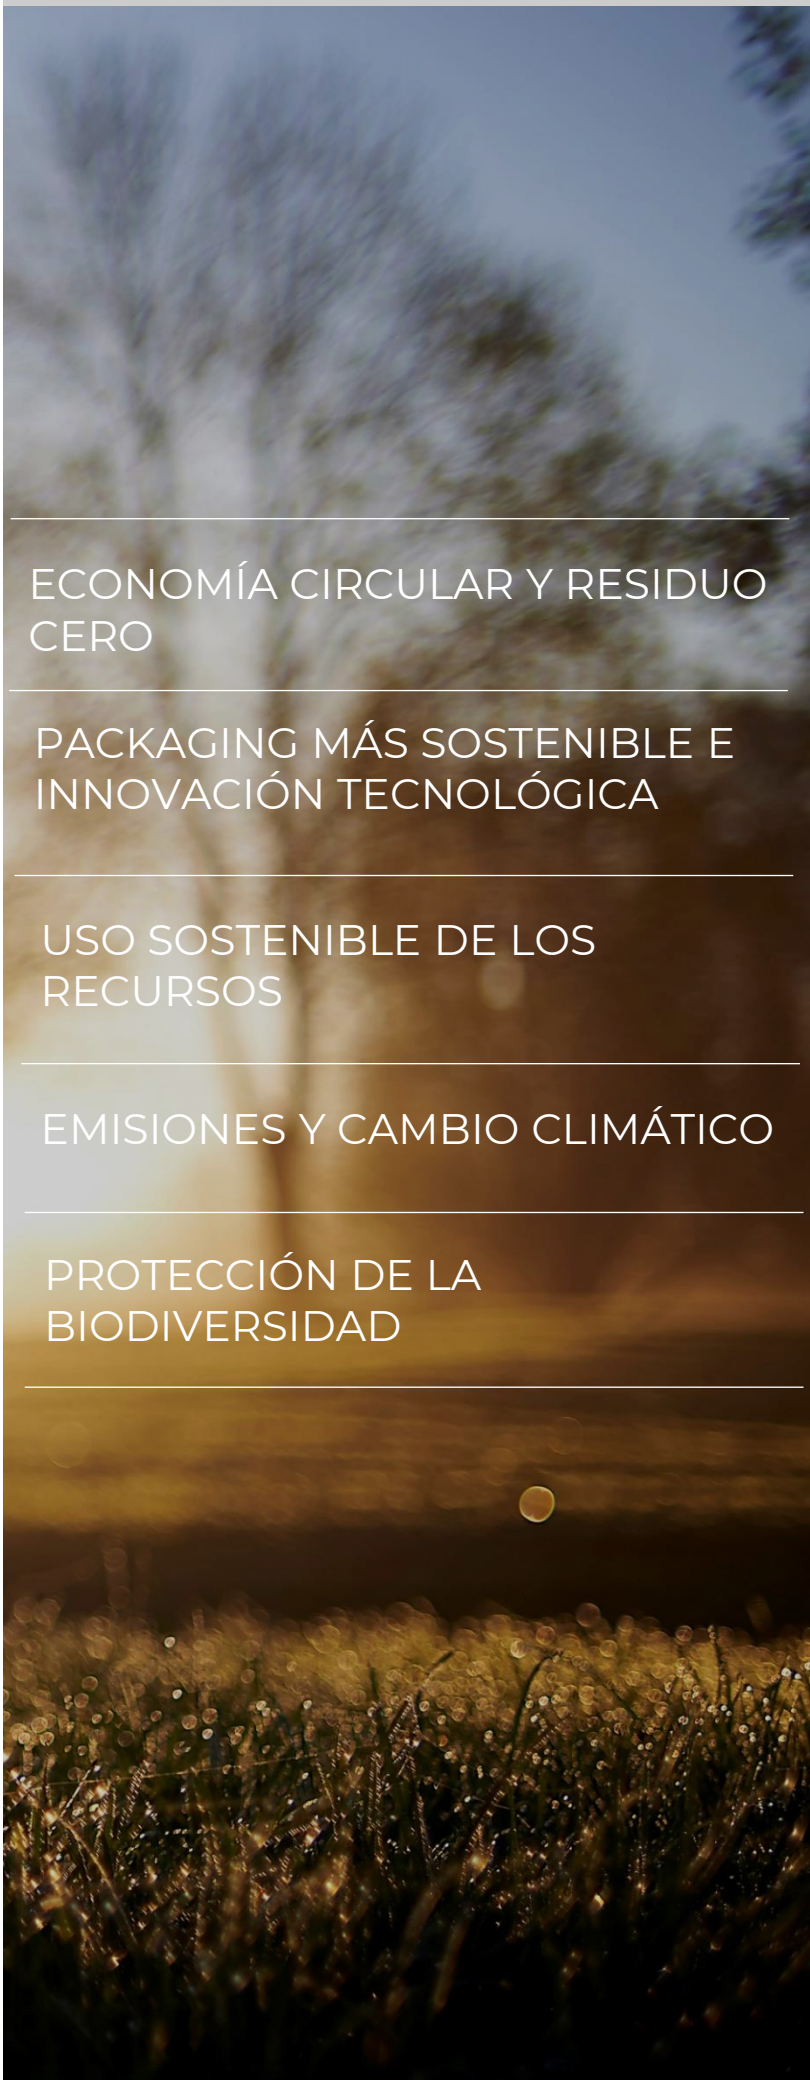 ECONOMÍA CIRCULAR Y RESIDUO
CERO
PACKAGING MÁS SOSTENIBLE E
INNOVACIÓN TECNOLÓGICA
USO SOSTENIBLE DE LOS
RECURSOS
EMISIONES Y CAMBIO CLIMÁTICO
PROTECCIÓN DE LA
BIODIVERSIDAD